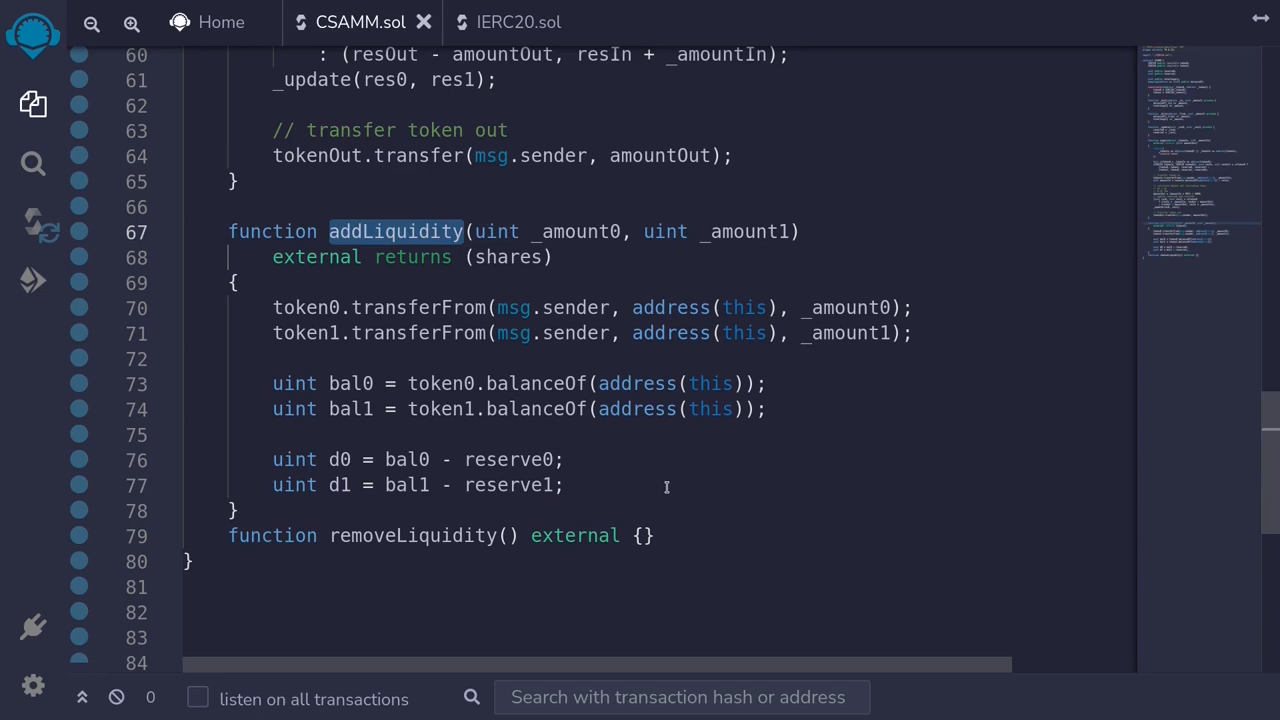 Home
CSAMM.sol
IERC20.sol
60 : (resOut - amountOut, resIn + _amountIn);
61 _update(res0, res1);
62
63 // transfer token out
64 tokenOut.transfer(msg.sender, amountOut);
65 }
66
67 function addLiquidity(uint _amount0, uint _amount1)
68 external returns (shares)
69 {
70 token0.transferFrom(msg.sender, address(this), _amount0);
71 token1.transferFrom(msg.sender, address(this), _amount1);
72
73 uint bal0 = token0.balanceOf(address(this));
74 uint bal1 = token1.balanceOf(address(this));
75
76 uint d0 = bal0 - reserve0;
77 uint d1 = bal1 - reserve1;
78 }
79 function removeLiquidity() external {}
80 }
81
82
83
84
0 listen on all transactions Search with transaction hash or address